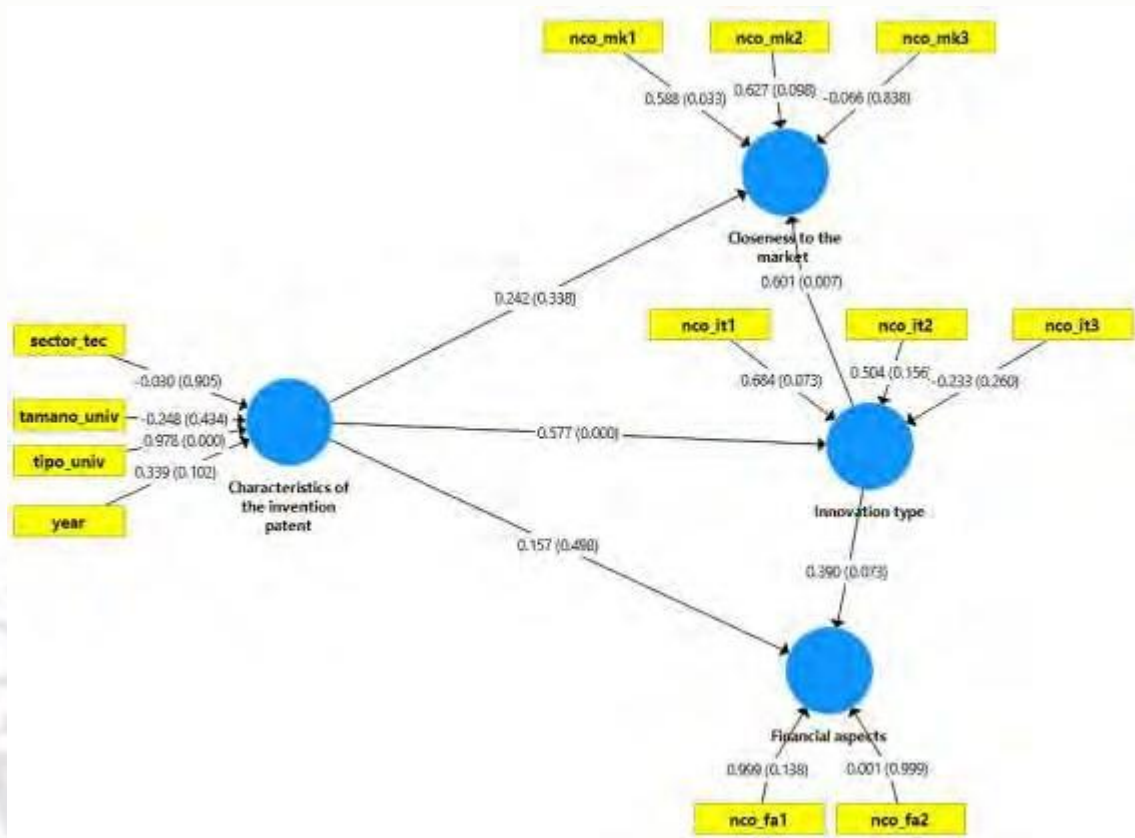 nco_mk1
nco_mk2
nco_mk3
0.588 (0.033)
0.627 (0.098)
-0.066 (0.838)
Closeness to the
market
0.242 (0.338)
0.601 (0.007)
nco_it1
nco_it2
nco_it3
0.684 (0.073)
0.504 (0.156)
-0.233 (0.260)
sector_tec
-0.030 (0.905)
tamano_univ
-0.248 (0.434)
tipo_univ
-0.978 (0.000)
0.339 (0.102)
year
Characteristics of
the invention
patent
0.577 (0.000)
Innovation type
0.157 (0.498)
0.390 (0.073)
Financial aspects
0.999 (0.138)
0.001 (0.999)
nco_fa1
nco_fa2